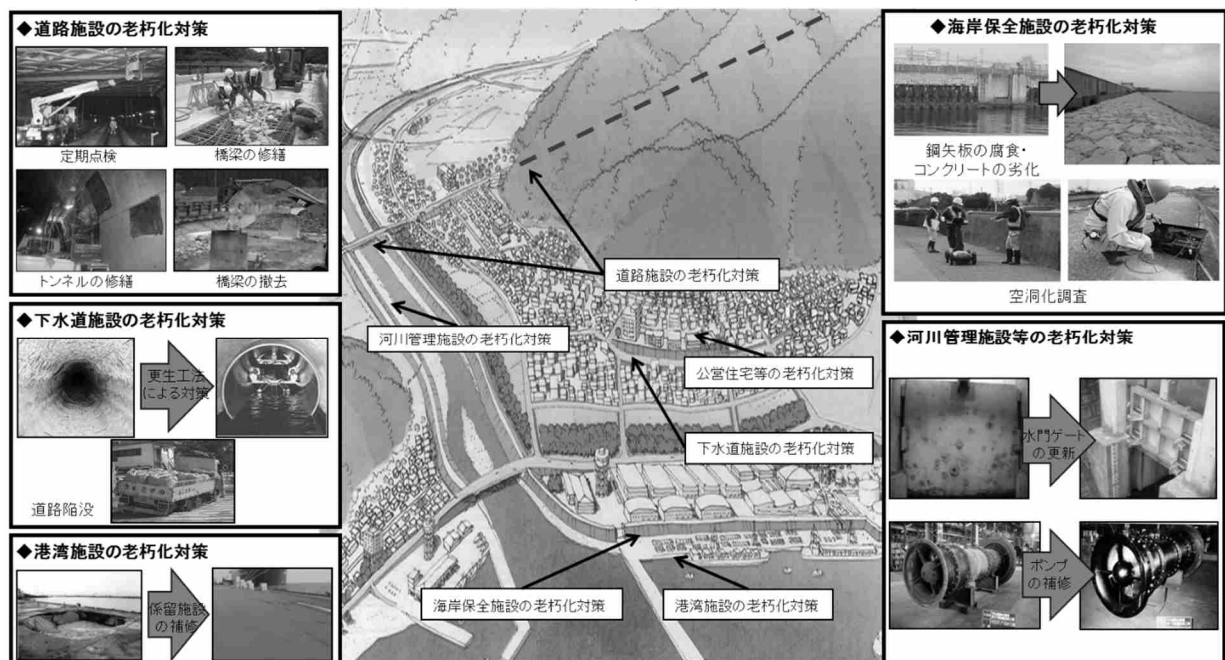 ◆道路施設の老朽化対策
定期点検
橋梁の修繕
トンネルの修繕
橋梁の撤去
◆下水道施設の老朽化対策
更生工法
による対策
道路陥没
◆港湾施設の老朽化対策
係留施設
の補修
道路施設の老朽化対策
河川管理施設の老朽化対策
公営住宅等の老朽化対策
下水道施設の老朽化対策
海岸保全施設の老朽化対策
港湾施設の老朽化対策
◆海岸保全施設の老朽化対策
鋼矢板の腐食・
コンクリートの劣化
空洞化調査
◆河川管理施設等の老朽化対策
水門ゲート
の更新
ポンプ
の補修